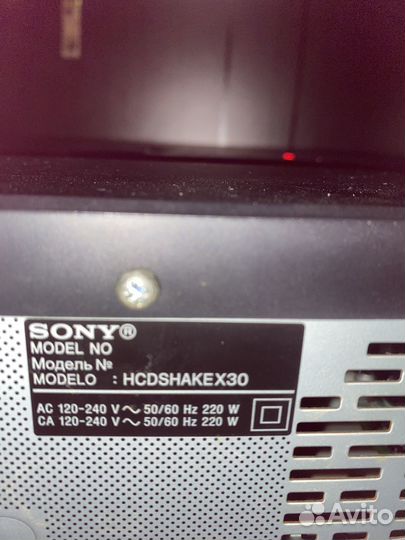 SONY®
MODEL NO
Модель №
MODELO : HCDSHAKEX30
AC 120-240 V ~ 50/60 Hz 220 W
CA 120-240 V ~ 50/60 Hz 220 W
Avito